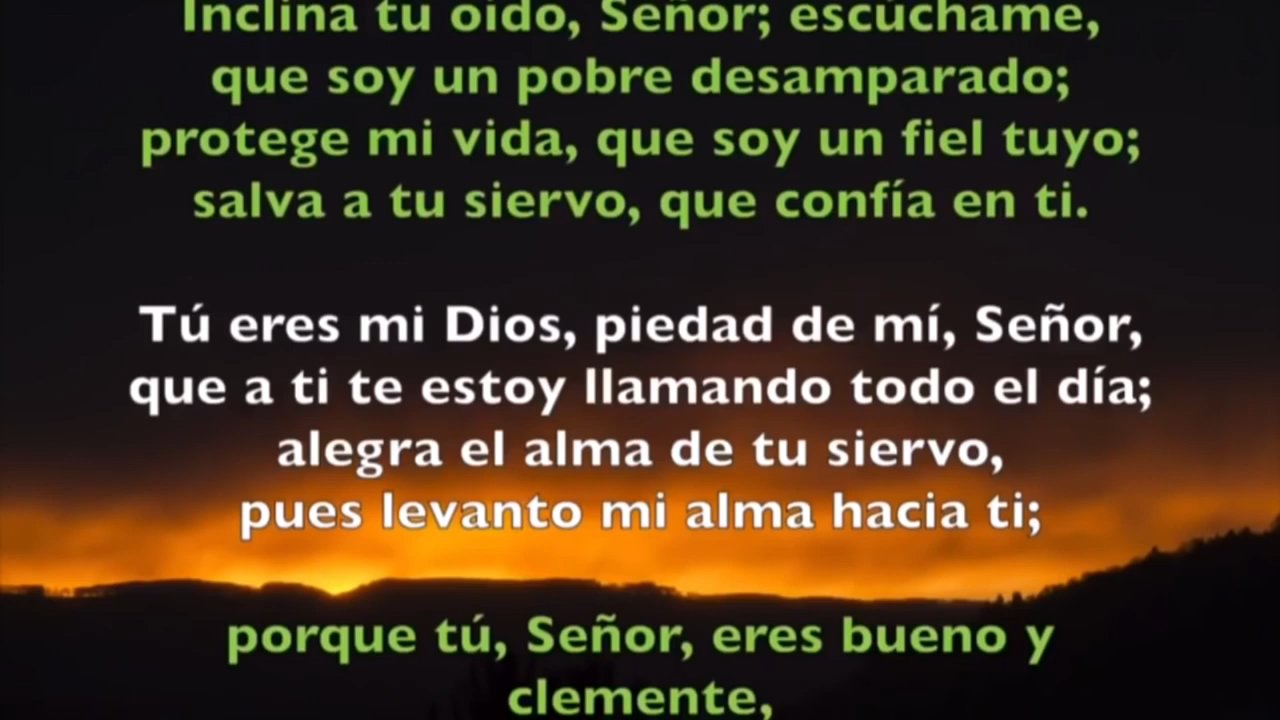 Inclina tu oído, Señor; escúchame,
que soy un pobre desamparado;
protege mi vida, que soy un fiel tuyo;
salva a tu siervo, que confía en ti.
Tú eres mi Dios, piedad de mí, Señor,
que a ti te estoy llamando todo el día;
alegra el alma de tu siervo,
pues levanto mi alma hacia ti;
porque tú, Señor, eres bueno y
clemente,